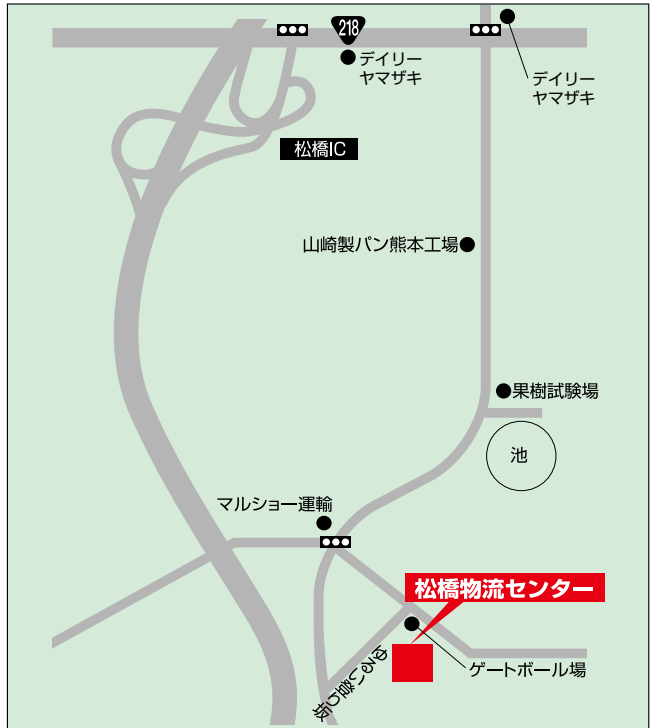 218
デイリー
ヤマザキ
デイリー
ヤマザキ
松橋IC
山崎製パン熊本工場
果樹試験場
池
マルショー運輸
松橋物流センター
ゲートボール場
ゆるい登り坂